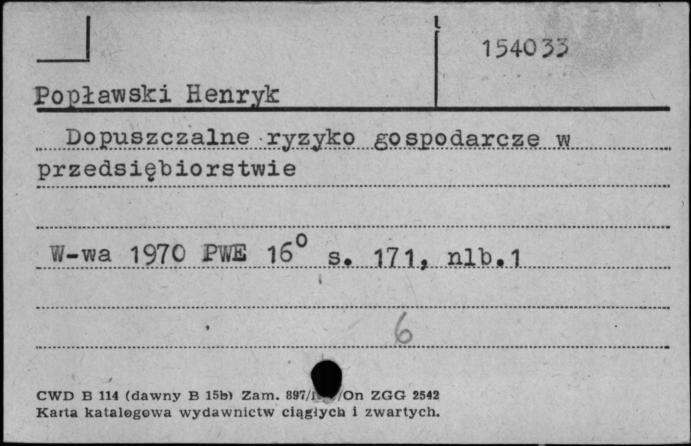 154033
Popławski Henryk
Dopuszczalne ryzyko gospodarcze w
przedsiębiorstwie
W-wa 1970 PWE 16⁰ s. 171, nlb.1
6
CWD B 114 (dawny B 15b) Zam. /On ZGG 2542
Karta katalogowa wydawnictw ciągłych i zwartych.